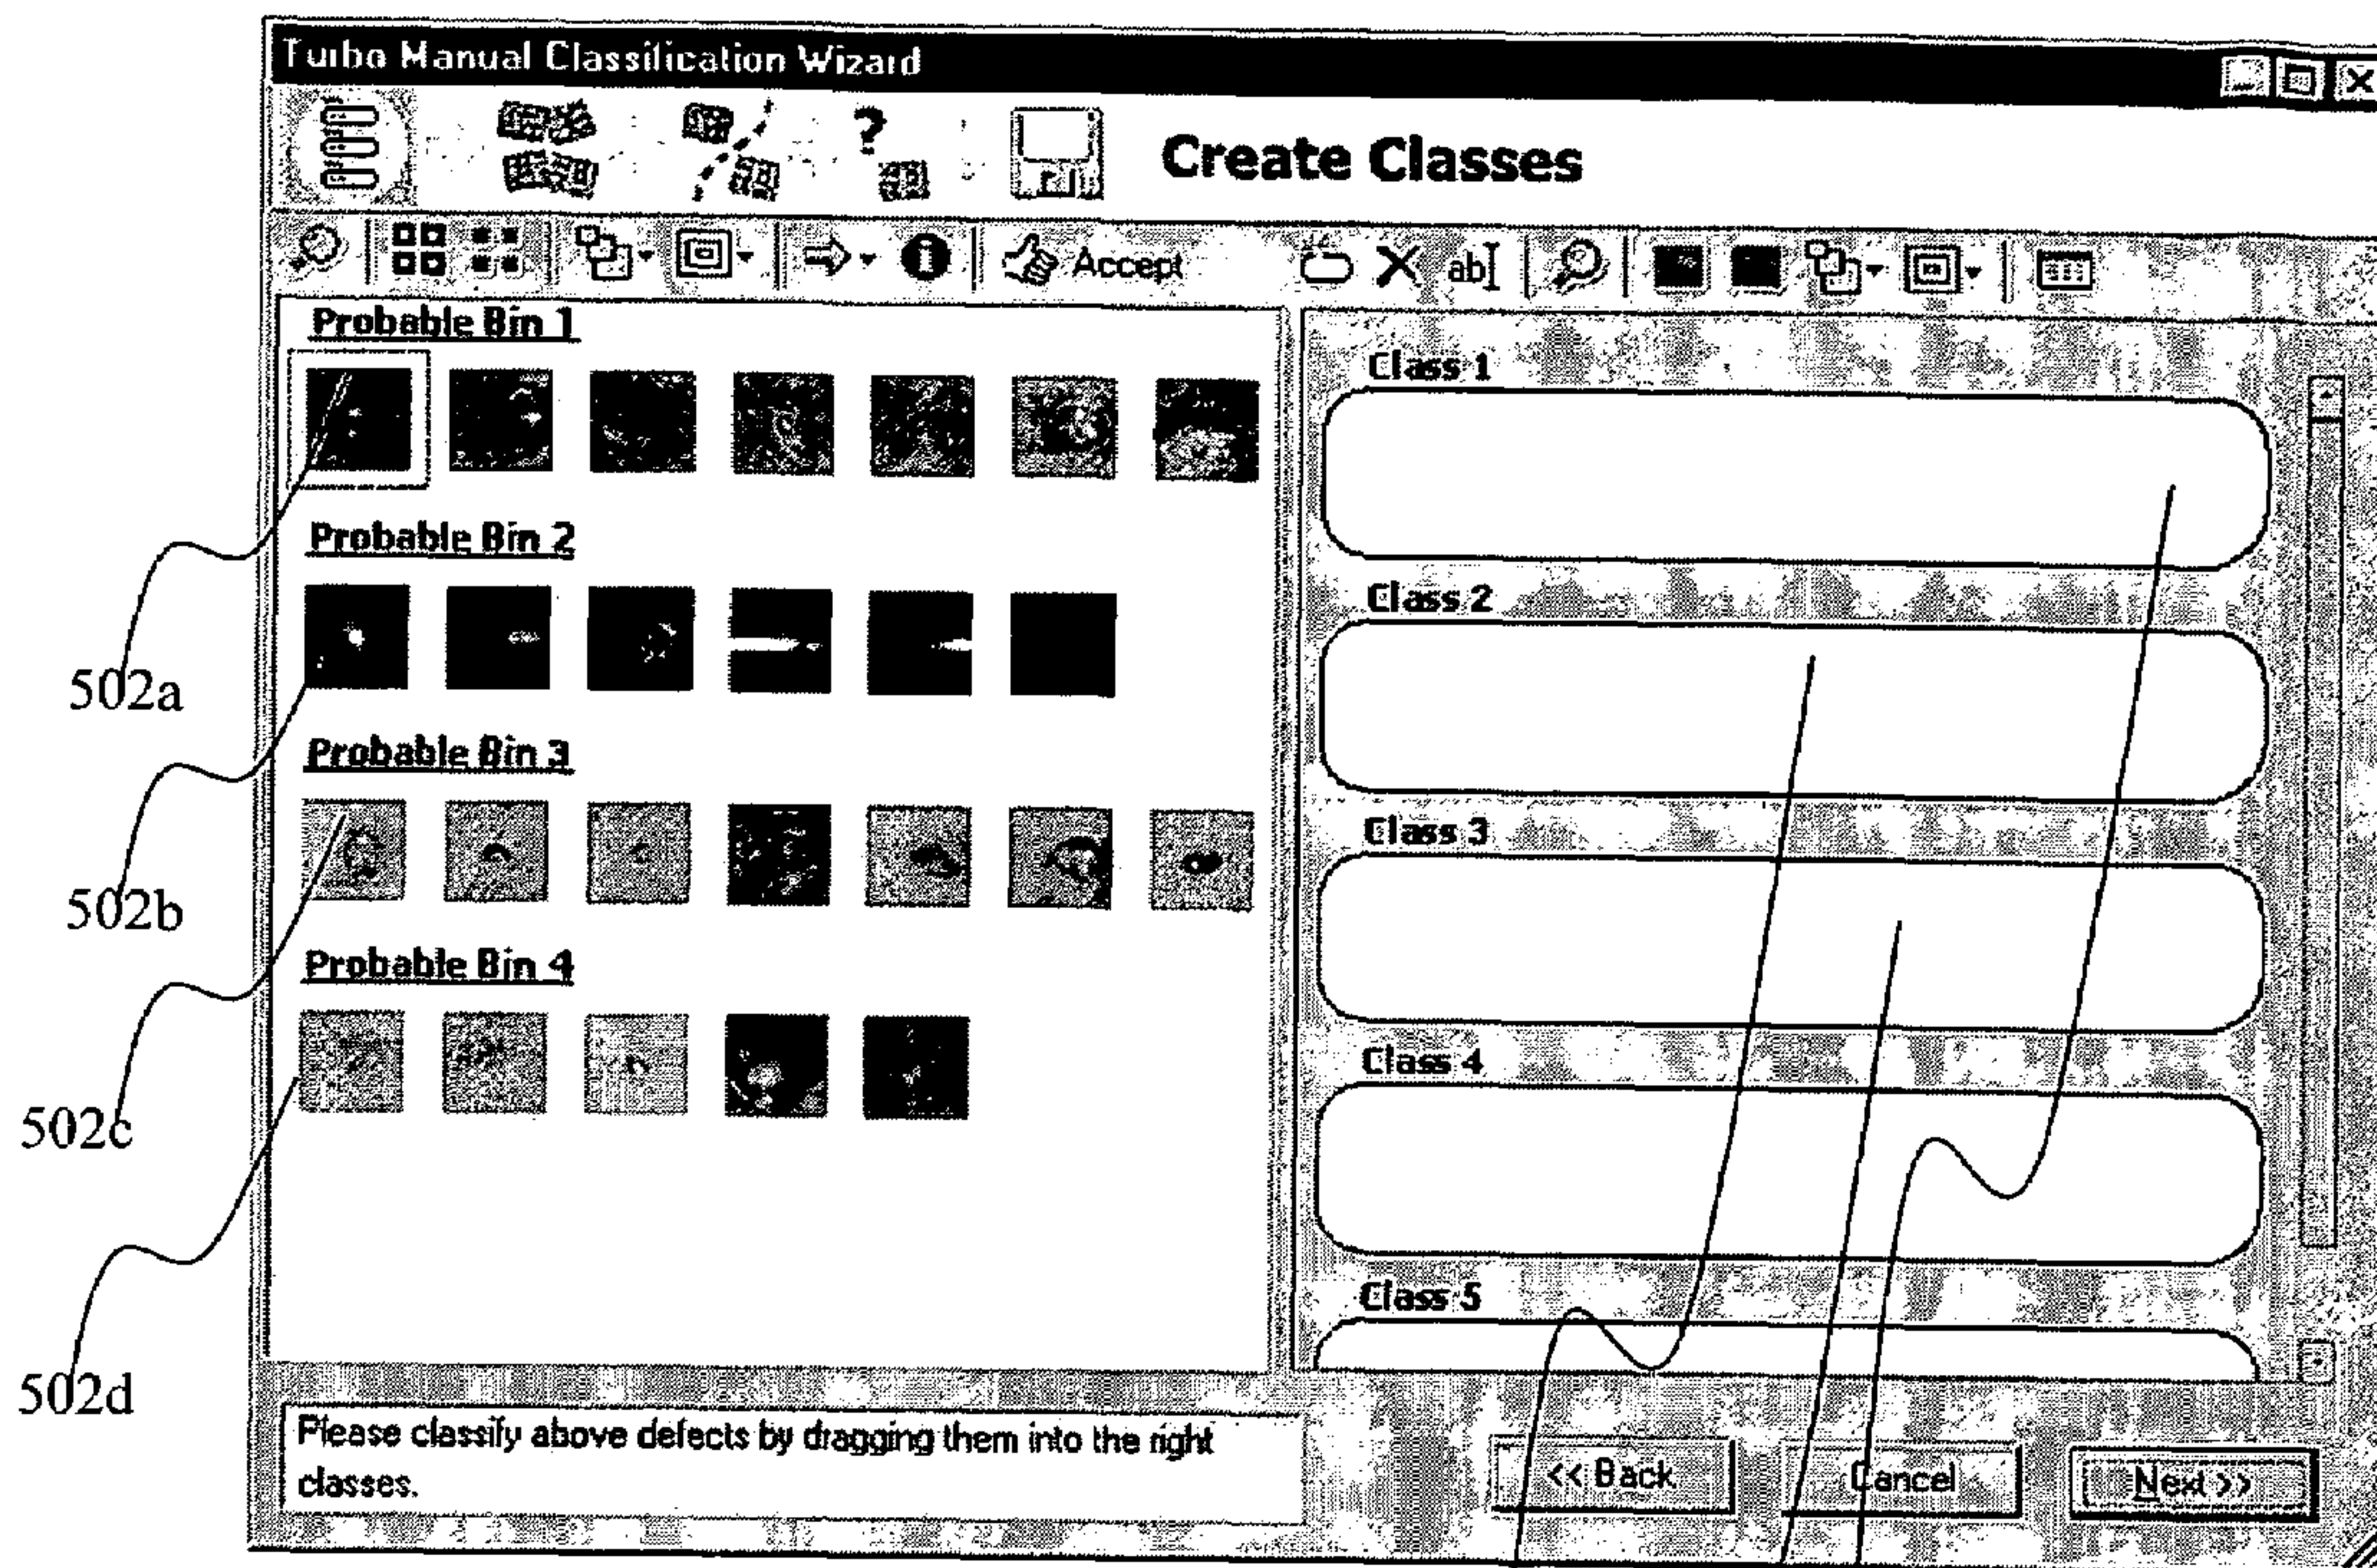 Turbo Manual Classification Wizard
Create Classes
Accept
abI
Probable Bin 1
Probable Bin 2
Probable Bin 3
Probable Bin 4
Class 1
Class 2
Class 3
Class 4
Class 5
502a
502b
502c
502d
Please classify above defects by dragging them into the right
classes.
<< Back
Cancel
Next >>